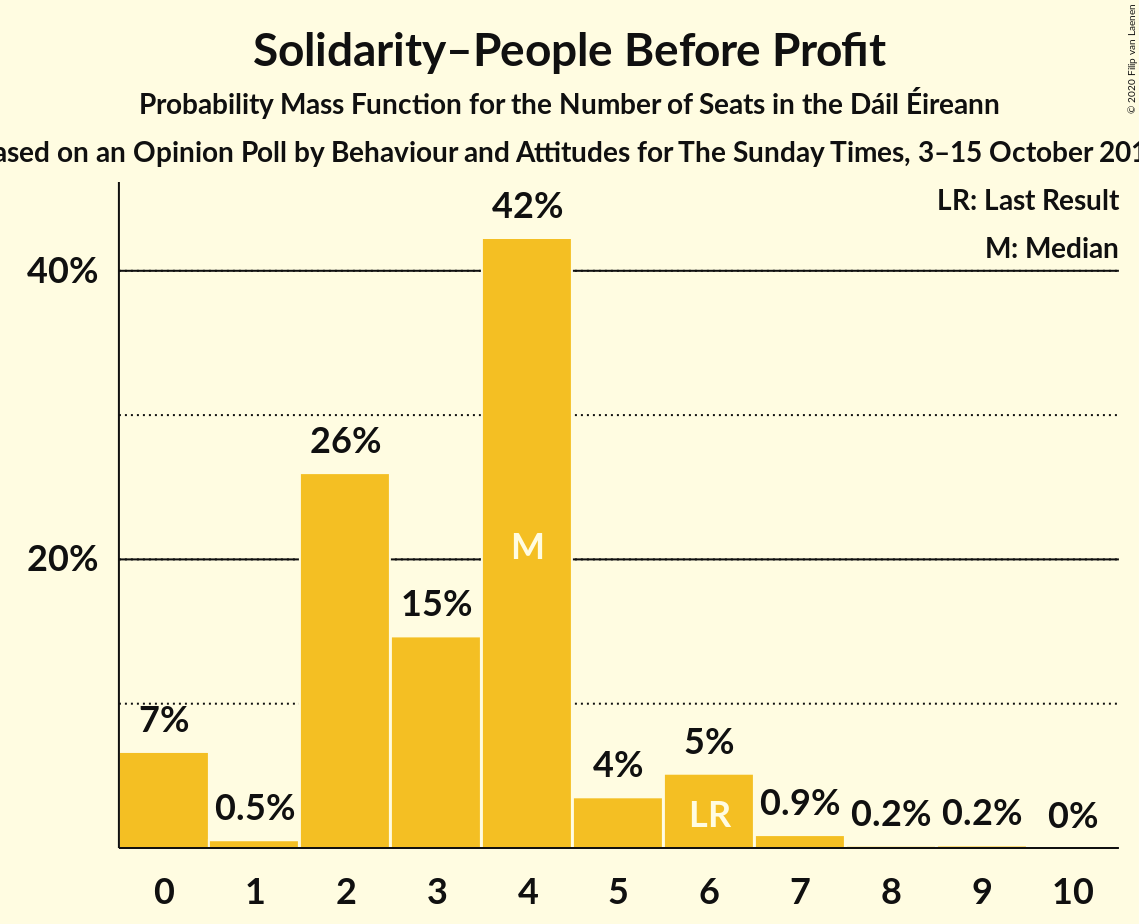 Solidarity–People Before Profit
Probability Mass Function for the Number of Seats in the Dáil Éireann
on an Opinion Poll by Behaviour and Attitudes for The Sunday Times, 3–15 October
© 2020 Filip van Laenen
LR: Last Result
M: Median
42%
40%
26%
M
20%
15%
7%
5%
4%
LR
0.9%
0.5%
0.2%
0.2%
0%
0 1 2 3 4 5 6 7 8 9 10